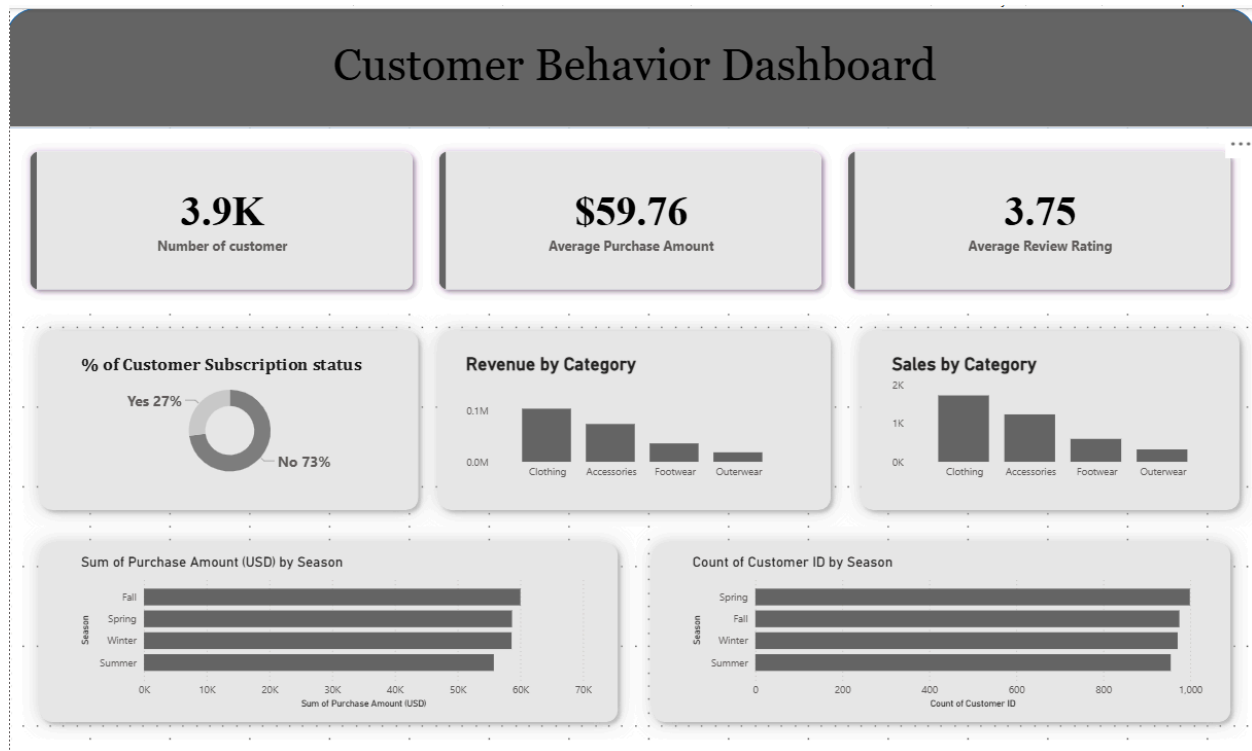 Customer Behavior Dashboard
3.9K
Number of customer
$59.76
Average Purchase Amount
3.75
Average Review Rating
% of Customer Subscription status
Yes 27%
No 73%
Revenue by Category
0.1M
0.0M
Clothing Accessories Footwear Outerwear
Sales by Category
2K
1K
0K
Clothing Accessories Footwear Outerwear
Sum of Purchase Amount (USD) by Season
Season
Fall
Spring
Winter
Summer
0K 10K 20K 30K 40K 50K 60K 70K
Sum of Purchase Amount (USD)
Count of Customer ID by Season
Season
Spring
Fall
Winter
Summer
0 200 400 600 800 1,000
Count of Customer ID